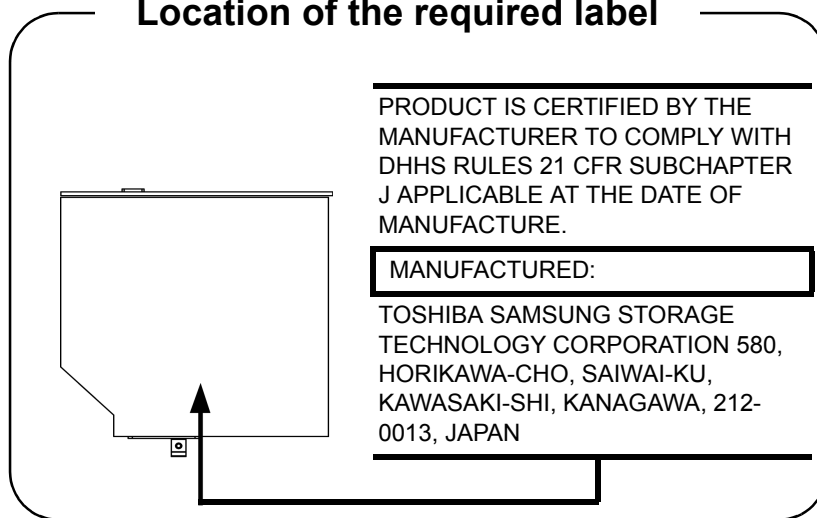 Location of the required label
PRODUCT IS CERTIFIED BY THE
MANUFACTURER TO COMPLY WITH
DHHS RULES 21 CFR SUBCHAPTER
J APPLICABLE AT THE DATE OF
MANUFACTURE.
MANUFACTURED:
TOSHIBA SAMSUNG STORAGE
TECHNOLOGY CORPORATION 580,
HORIKAWA-CHO, SAIWAI-KU,
KAWASAKI-SHI, KANAGAWA, 212-
0013, JAPAN